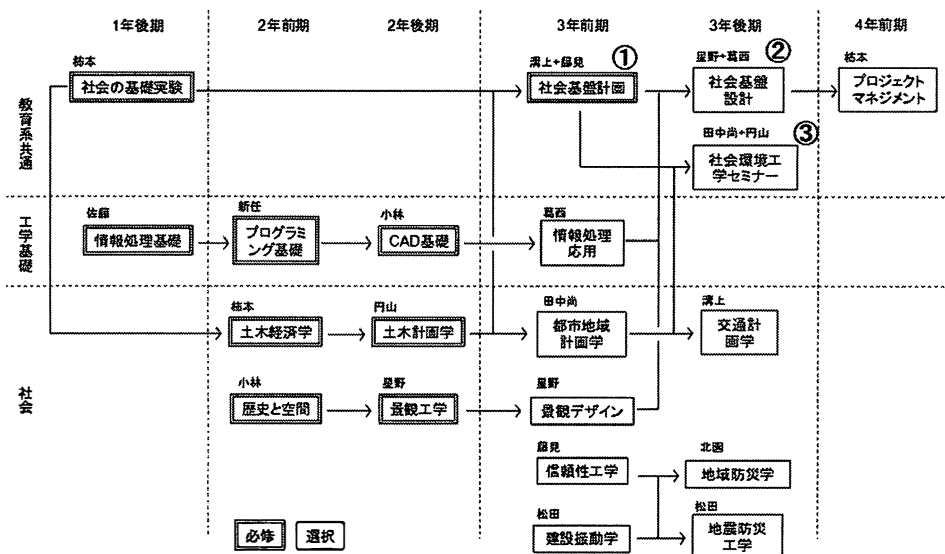 1年後期
2年前期
2年後期
3年前期
3年後期
4年前期
教育系共通
柿本
社会の基礎実験
溝上+藤見
①
社会基盤計画
星野+葛西
②
社会基盤
設計
柿本
プロジェクト
マネジメント
田中尚+円山
③
社会環境工
学セミナー
工学基礎
佐藤
情報処理基礎
新任
プログラミ
ング基礎
小林
CAD基礎
葛西
情報処理
応用
社会
柿本
土木経済学
円山
土木計画学
田中尚
都市地域
計画学
溝上
交通計
画学
小林
歴史と空間
星野
景観工学
星野
景観デザイン
藤見
信頼性工学
北園
地域防災学
松田
建設振動学
松田
地震防災
工学
必修
選択